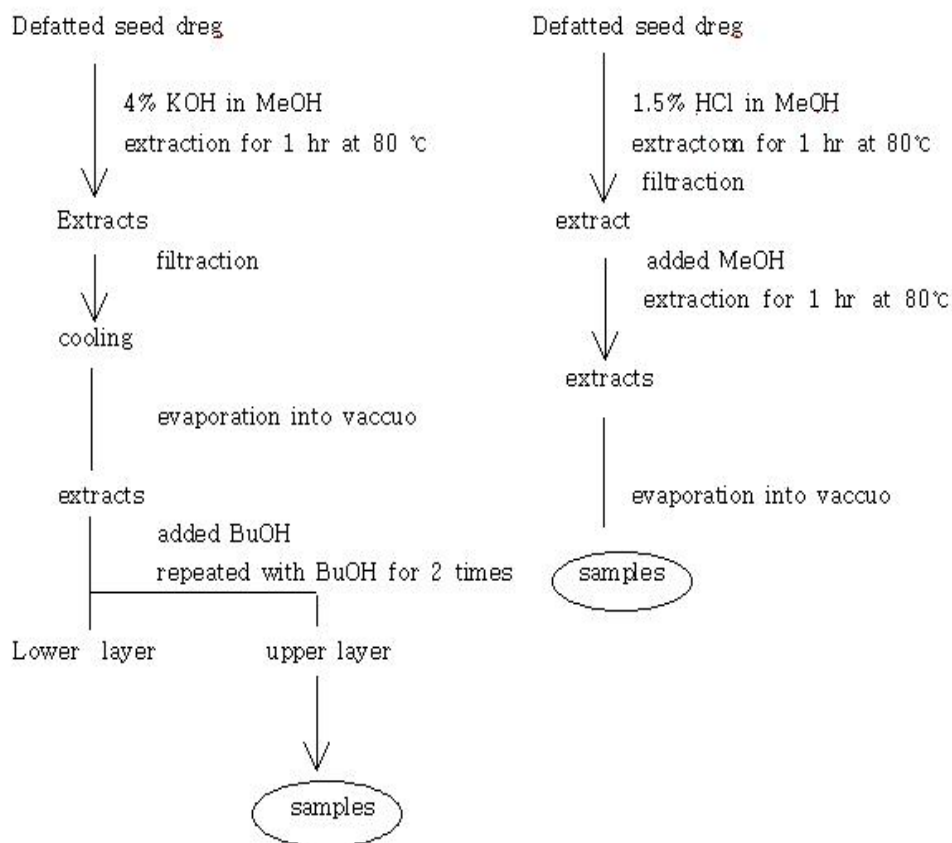 Defatted seed dreg
4% KOH in MeOH
extraction for 1 hr at 80 ℃
Extracts
filtraction
cooling
evaporation into vaccuo
extracts
added BuOH
repeated with BuOH for 2 times
Lower layer
upper layer
samples
Defatted seed dreg
1.5% HCl in MeOH
extractoion for 1 hr at 80℃
filtraction
extract
added MeOH
extraction for 1 hr at 80℃
extracts
evaporation into vaccuo
samples